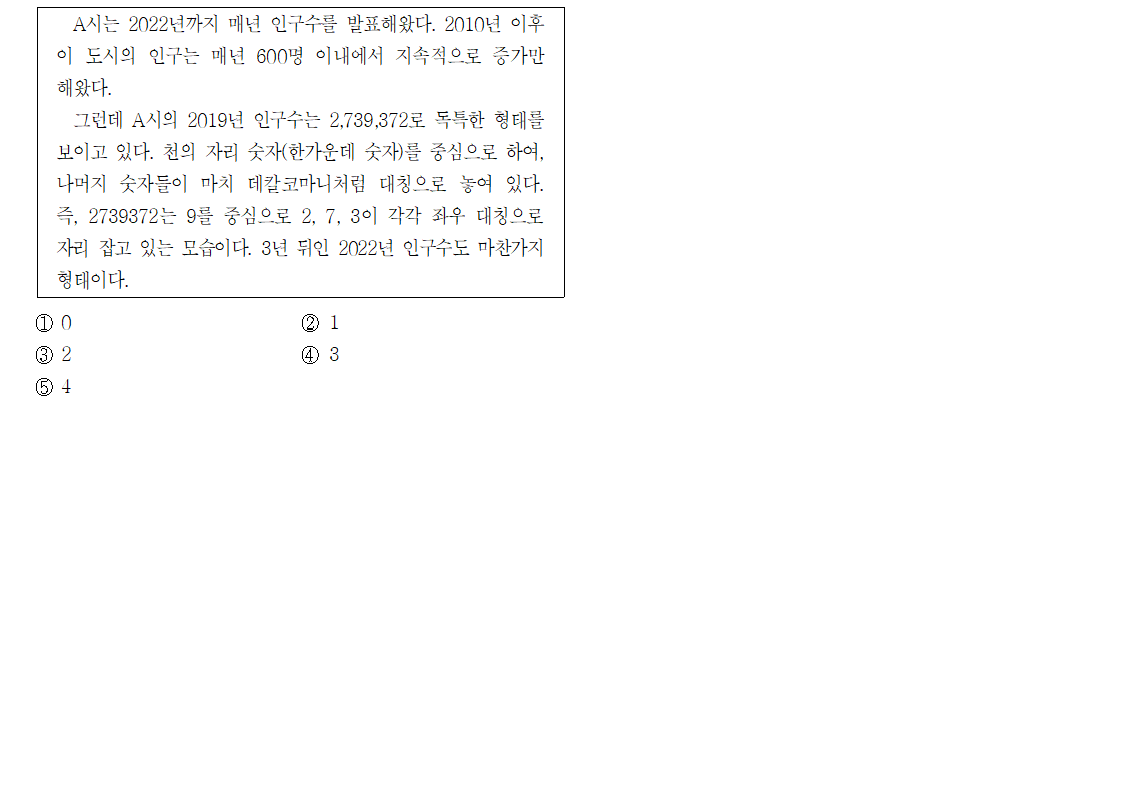 A시는 2022년까지 매년 인구수를 발표해왔다. 2010년 이후
이 도시의 인구는 매년 600명 이내에서 지속적으로 증가만
해왔다.
그런데 A시의 2019년 인구수는 2,739,372로 독특한 형태를
보이고 있다. 천의 자리 숫자(한가운데 숫자)를 중심으로 하여,
나머지 숫자들이 마치 데칼코마니처럼 대칭으로 놓여 있다.
즉, 2739372는 9를 중심으로 2, 7, 3이 각각 좌우 대칭으로
자리 잡고 있는 모습이다. 3년 뒤인 2022년 인구수도 마찬가지
형태이다.
① 0 ② 1
③ 2 ④ 3
⑤ 4